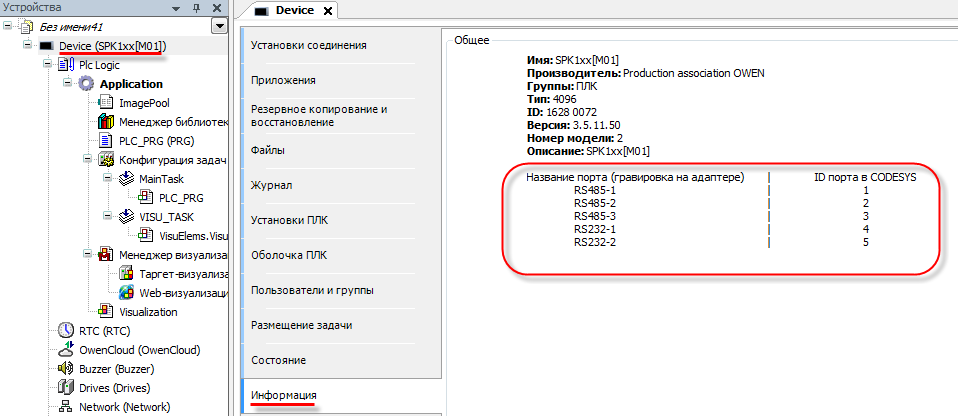 Устройства
Без имени41
Device (SPK1xx[M01])
Plc Logic
Application
ImagePool
Менеджер библиотек
PLC_PRG (PRG)
Конфигурация задач
MainTask
PLC_PRG
VISU_TASK
VisuElems.Visu
Менеджер визуализа
Таргет-визуализа
Web-визуализаци
Visualization
RTC (RTC)
OwenCloud (OwenCloud)
Buzzer (Buzzer)
Drives (Drives)
Network (Network)
Device
Установки соединения
Приложения
Резервное копирование и
восстановление
Файлы
Журнал
Установки ПЛК
Оболочка ПЛК
Пользователи и группы
Размещение задачи
Состояние
Информация
Общее
Имя: SPK1xx[M01]
Производитель: Production association OWEN
Группы: ПЛК
Тип: 4096
ID: 1628 0072
Версия: 3.5.11.50
Номер модели: 2
Описание: SPK1xx[M01]
Название порта (гравировка на адаптере) | ID порта в CODESYS
RS485-1 | 1
RS485-2 | 2
RS485-3 | 3
RS232-1 | 4
RS232-2 | 5